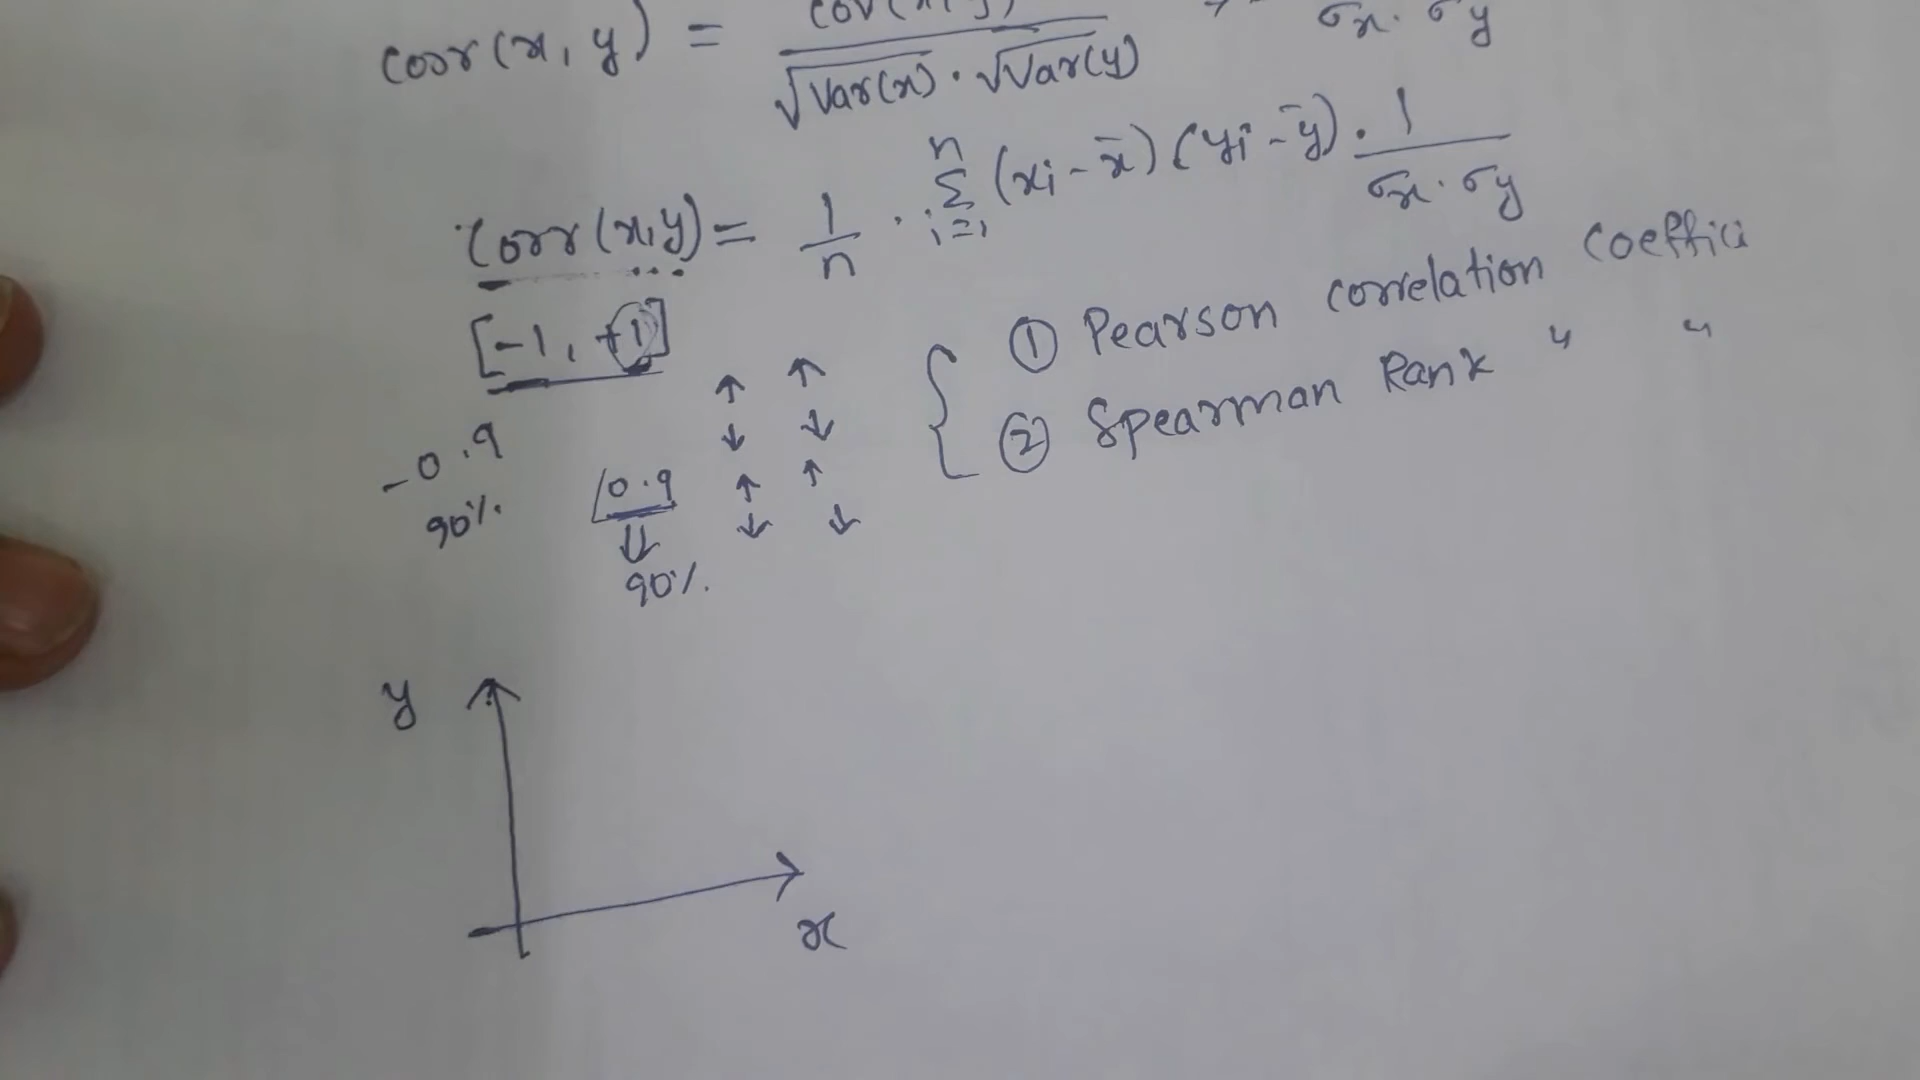 corr(x, y) = cov(x, y) / √Var(x) · √Var(y)
σx · σy
Corr(x,y) = 1/n · Σ i=1 n (xi - x̄) (yi - ȳ) · 1/σx · σy
[-1, +1]
① Pearson correlation Coeffici
② Spearman Rank " "
-0.9
90%
0.9
90%.
y
x